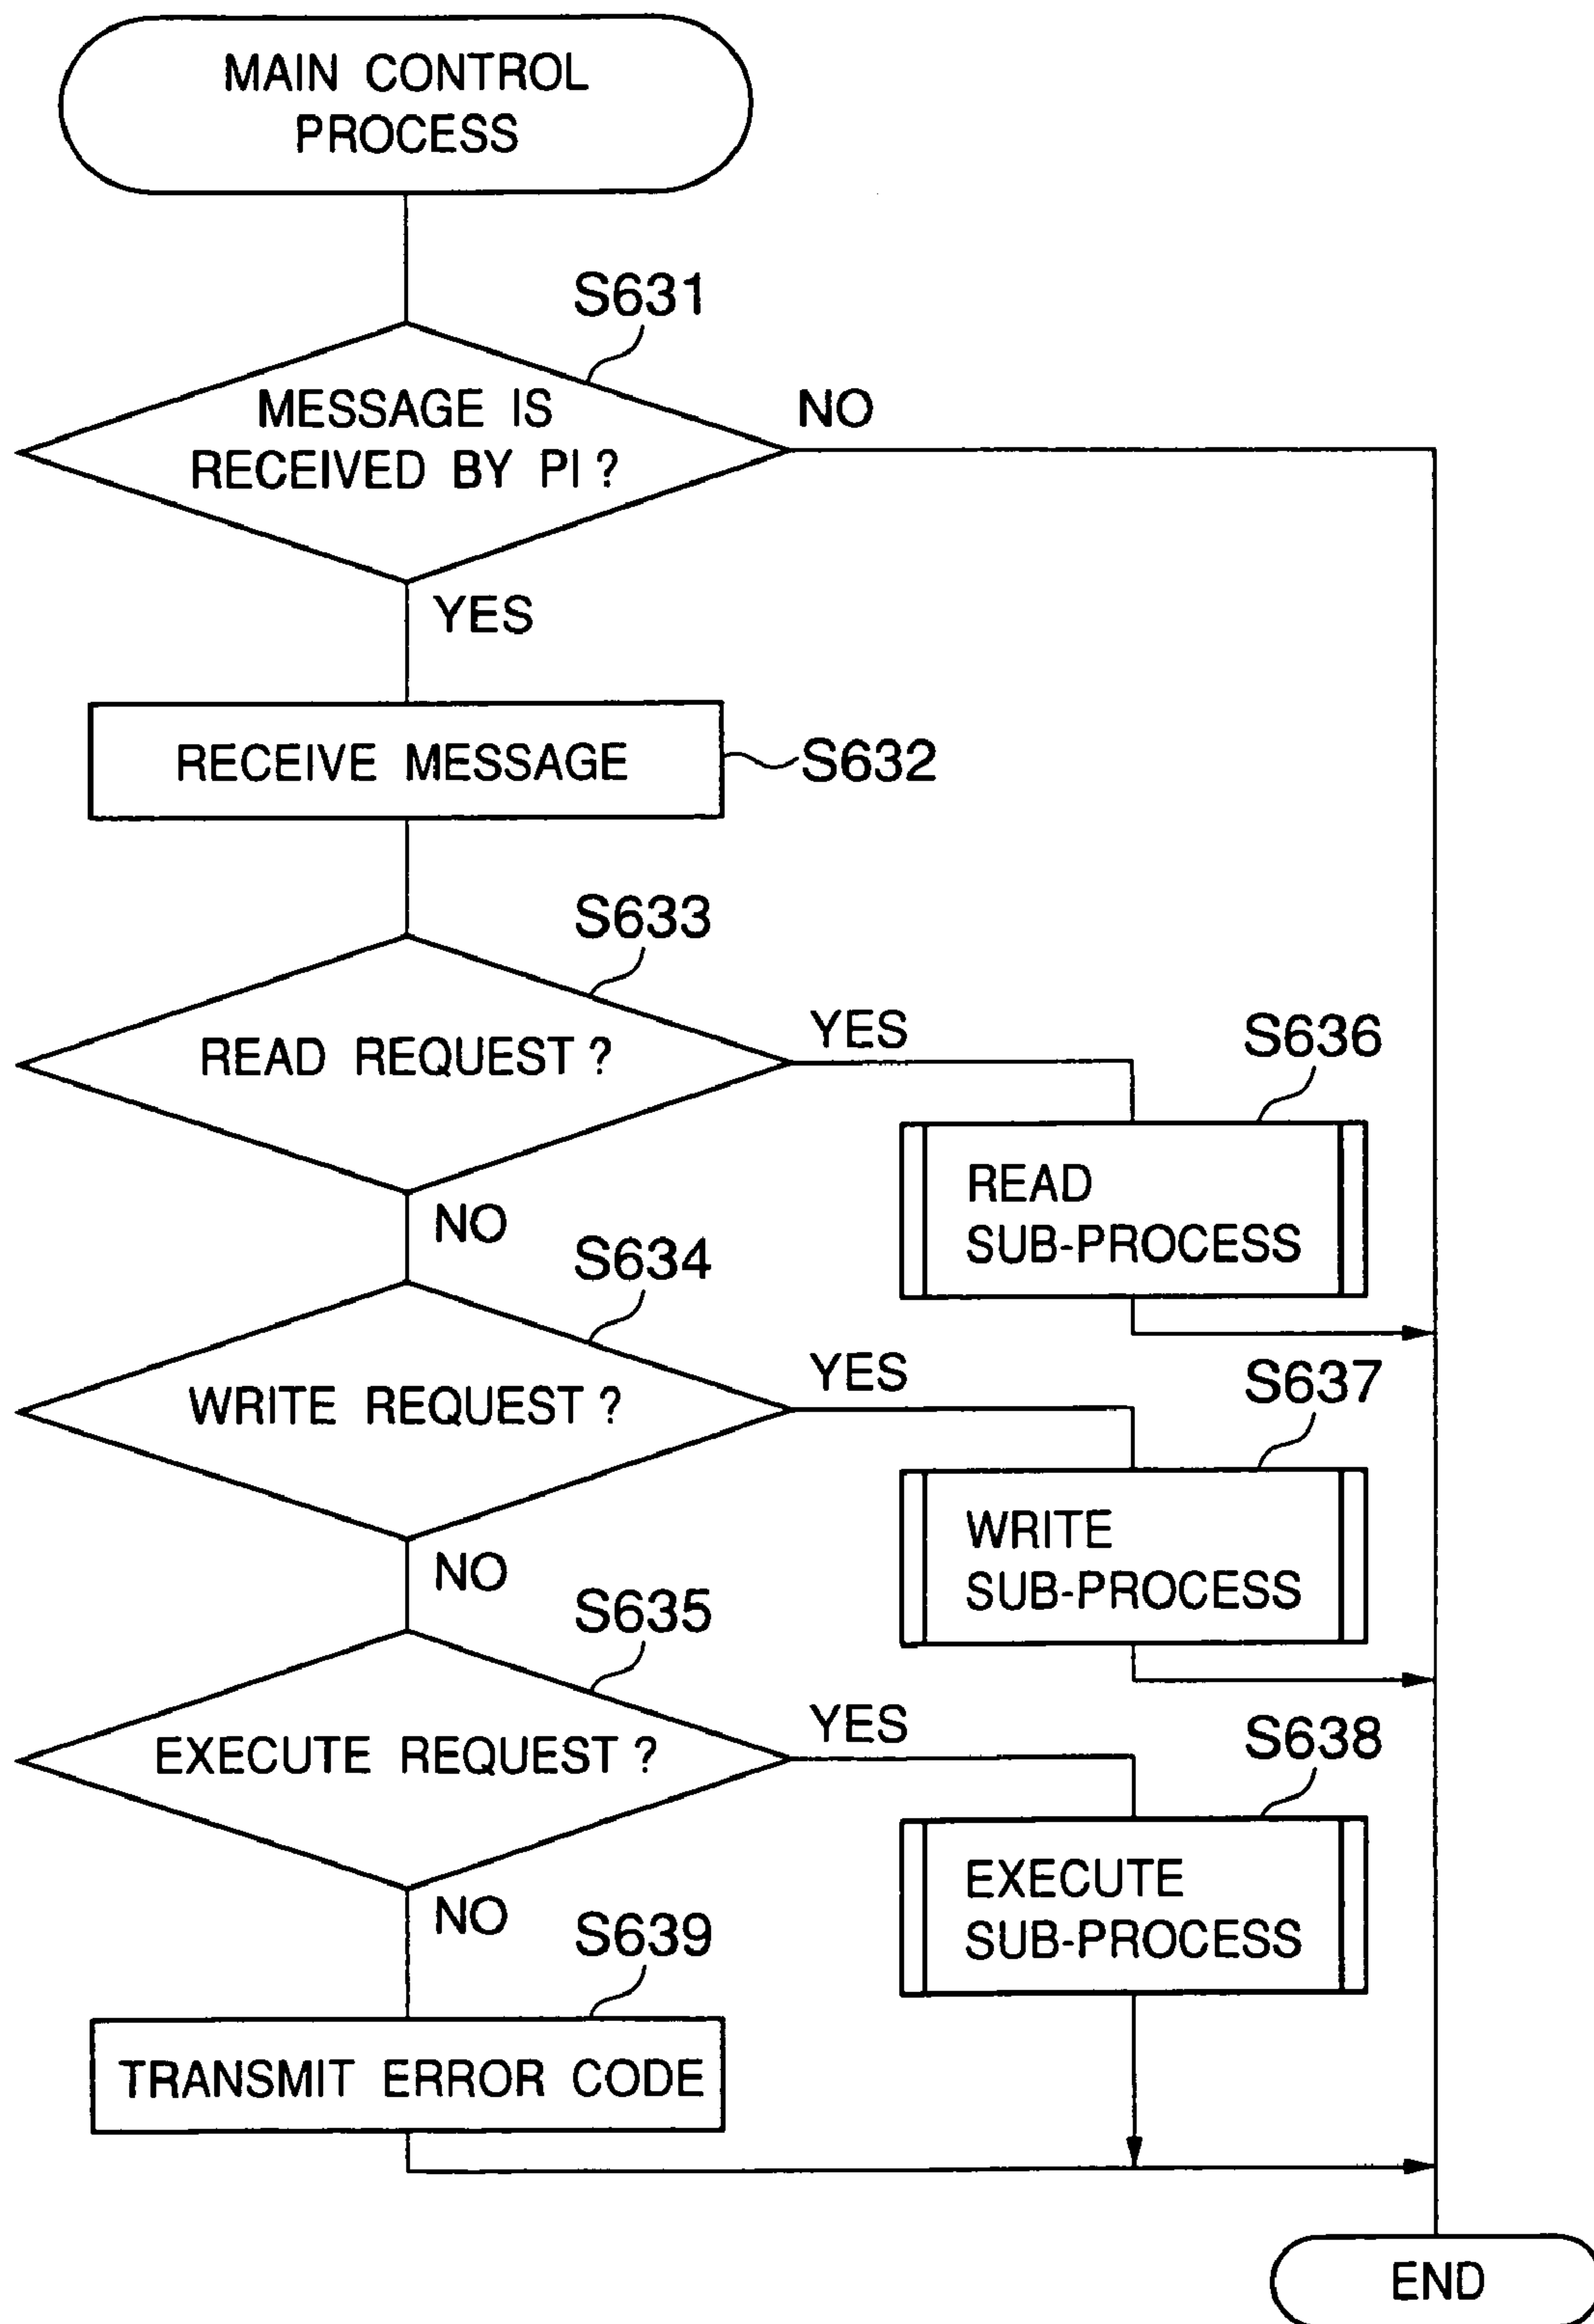 MAIN CONTROL
PROCESS
S631
MESSAGE IS
RECEIVED BY PI ?
NO
YES
RECEIVE MESSAGE
S632
S633
READ REQUEST ?
YES
S636
READ
SUB-PROCESS
NO
S634
WRITE REQUEST ?
YES
S637
WRITE
SUB-PROCESS
NO
S635
EXECUTE REQUEST ?
YES
S638
EXECUTE
SUB-PROCESS
NO
S639
TRANSMIT ERROR CODE
END